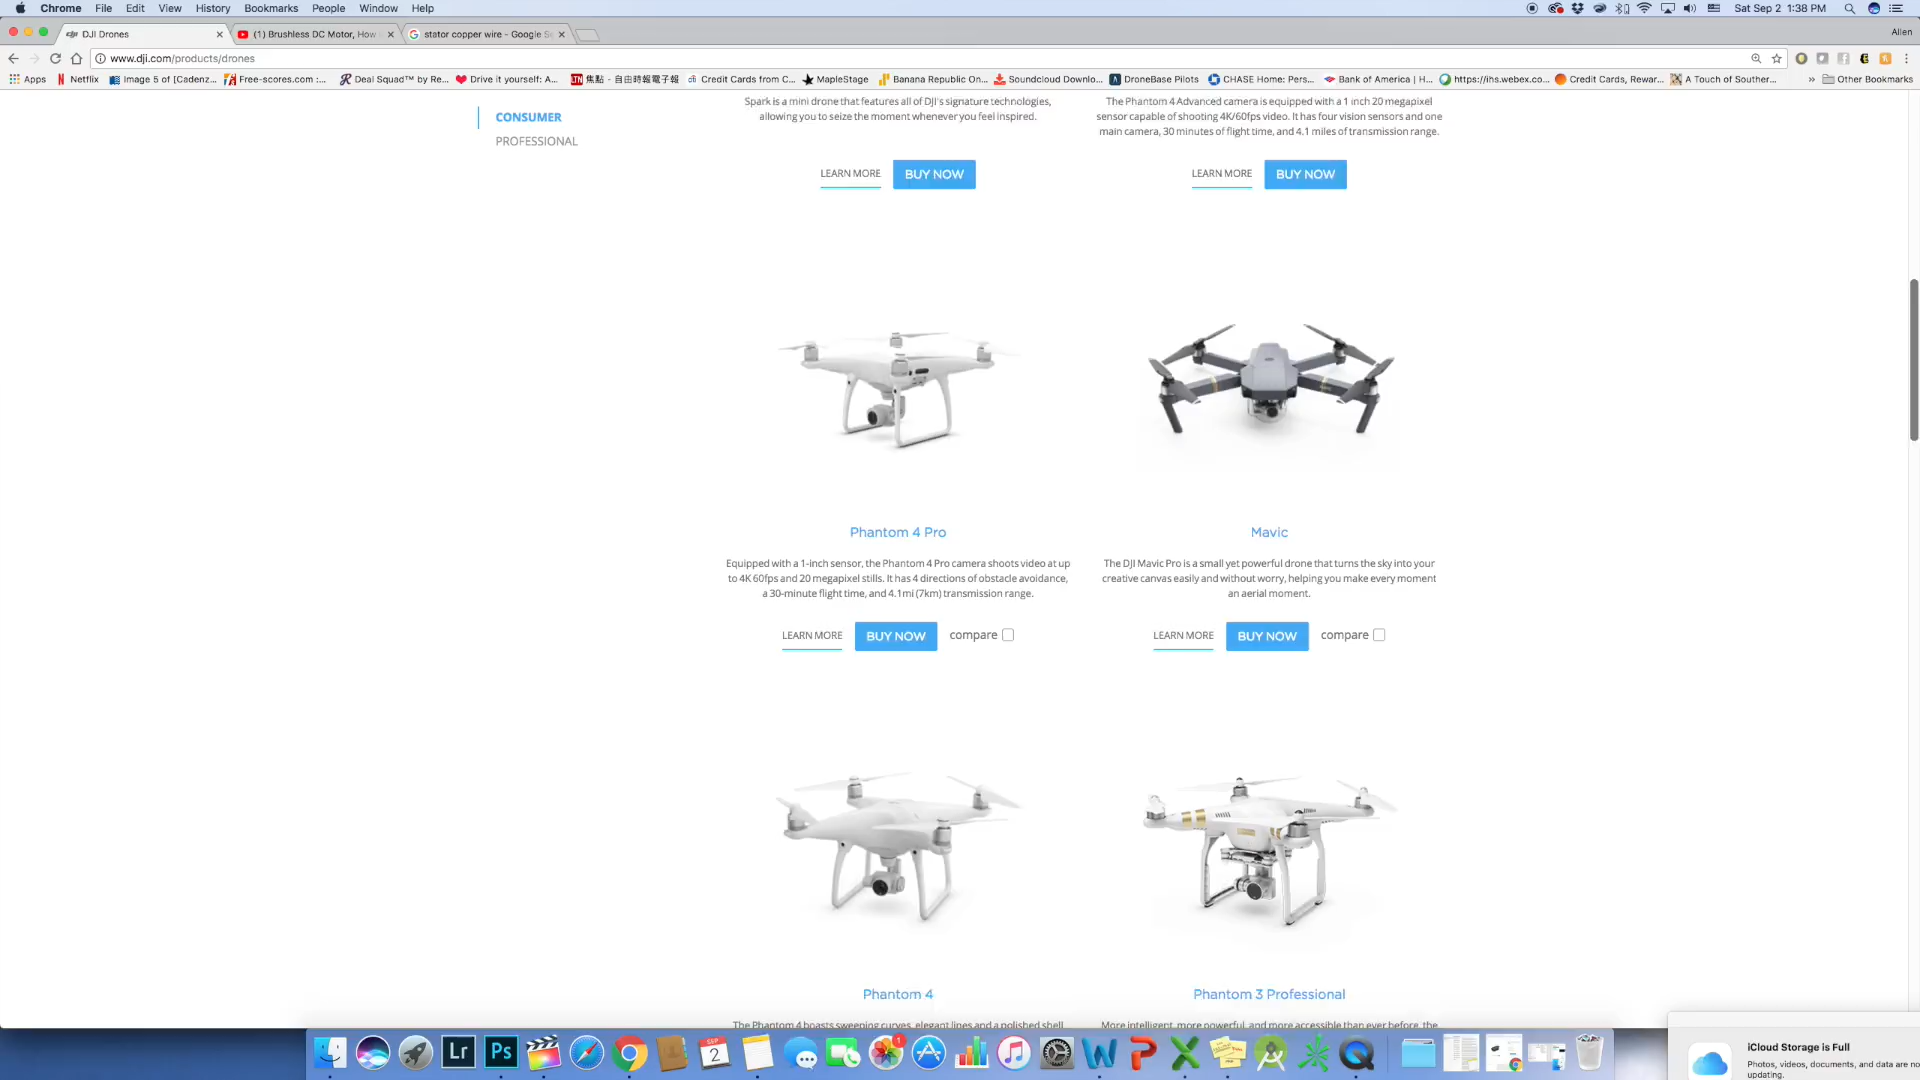 Chrome File Edit View History Bookmarks People Window Help
Sat Sep 2 1:38 PM
DJI Drones
(1) Brushless DC Motor, How
stator copper wire - Google Se
Allen
www.dji.com/products/drones
Apps
Netflix
Image 5 of [Cadenz...
Free-scores.com :...
Deal Squad™ by Re...
Drive it yourself: A...
LTN
焦點 - 自由時報電子報
Credit Cards from C...
MapleStage
Banana Republic On...
Soundcloud Downlo...
DroneBase Pilots
CHASE Home: Pers...
Bank of America | H...
https://ihs.webex.co...
Credit Cards, Rewar...
A Touch of Souther...
»
Other Bookmarks
CONSUMER
PROFESSIONAL
Spark is a mini drone that features all of DJI's signature technologies,
allowing you to seize the moment whenever you feel inspired.
LEARN MORE
BUY NOW
The Phantom 4 Advanced camera is equipped with a 1 inch 20 megapixel
sensor capable of shooting 4K/60fps video. It has four vision sensors and one
main camera, 30 minutes of flight time, and 4.1 miles of transmission range.
LEARN MORE
BUY NOW
Phantom 4 Pro
Equipped with a 1-inch sensor, the Phantom 4 Pro camera shoots video at up
to 4K 60fps and 20 megapixel stills. It has 4 directions of obstacle avoidance,
a 30-minute flight time, and 4.1mi (7km) transmission range.
LEARN MORE
BUY NOW
compare
Mavic
The DJI Mavic Pro is a small yet powerful drone that turns the sky into your
creative canvas easily and without worry, helping you make every moment
an aerial moment.
LEARN MORE
BUY NOW
compare
Phantom 4
The Phantom 4 boasts sweeping curves, elegant lines and a polished shell
Phantom 3 Professional
More intelligent, more powerful, and more accessible than ever before, the
Lr
Ps
SEP
2
1
iCloud Storage is Full
Photos, videos, documents, and data are no
updating.